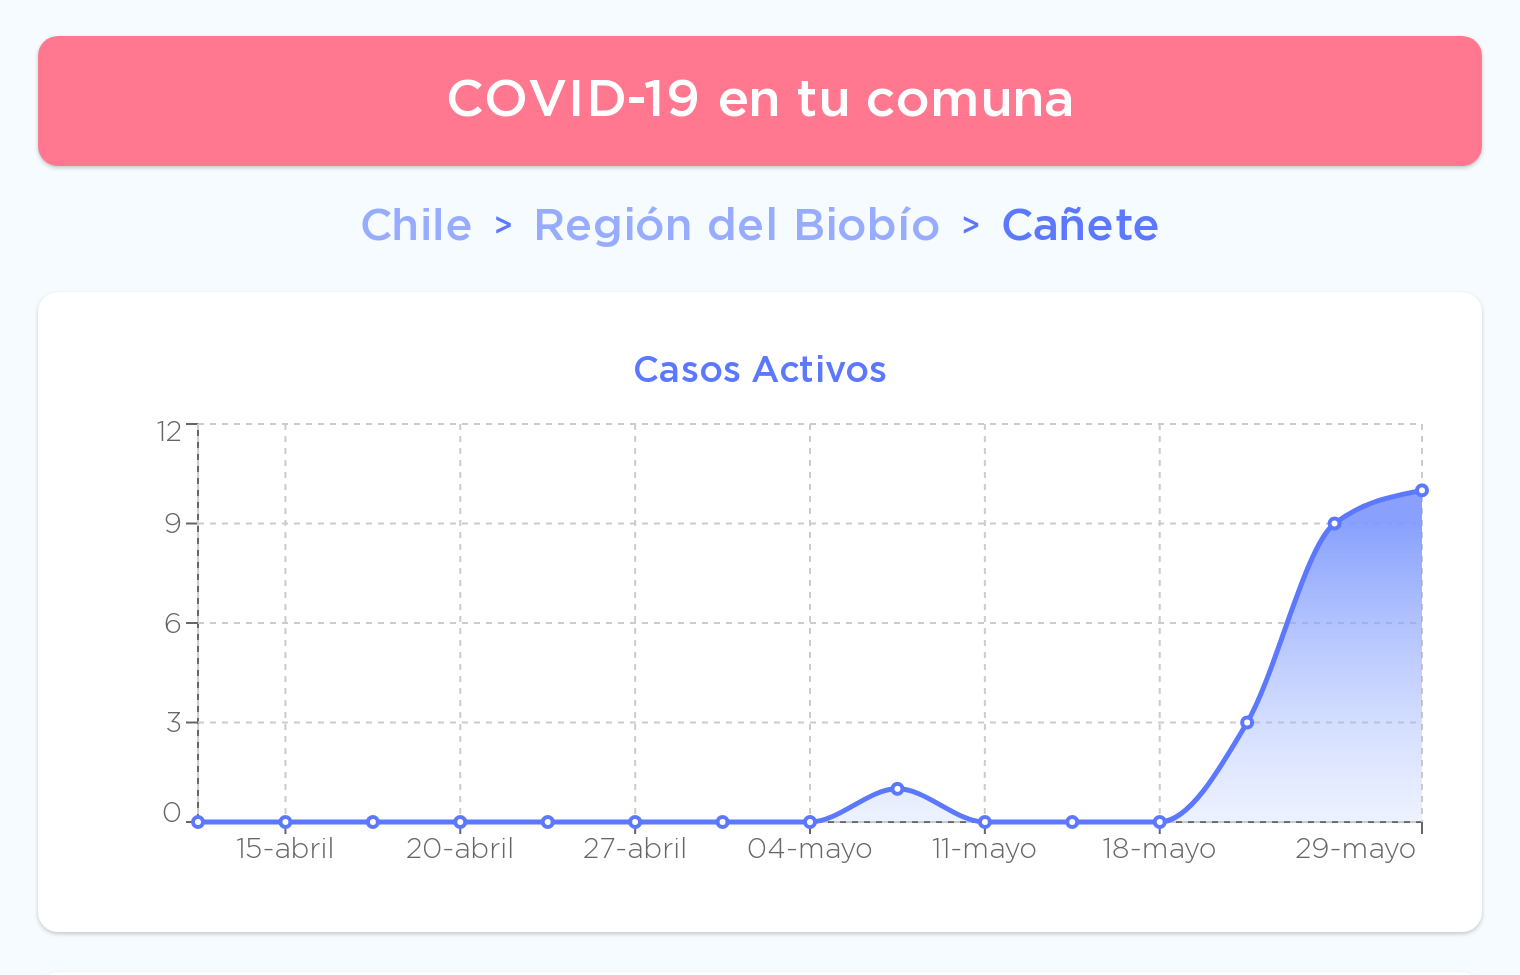 COVID-19 en tu comuna
Chile > Región del Biobío > Cañete
Casos Activos
12
9
6
3
0
15-abril 20-abril 27-abril 04-mayo 11-mayo 18-mayo 29-mayo